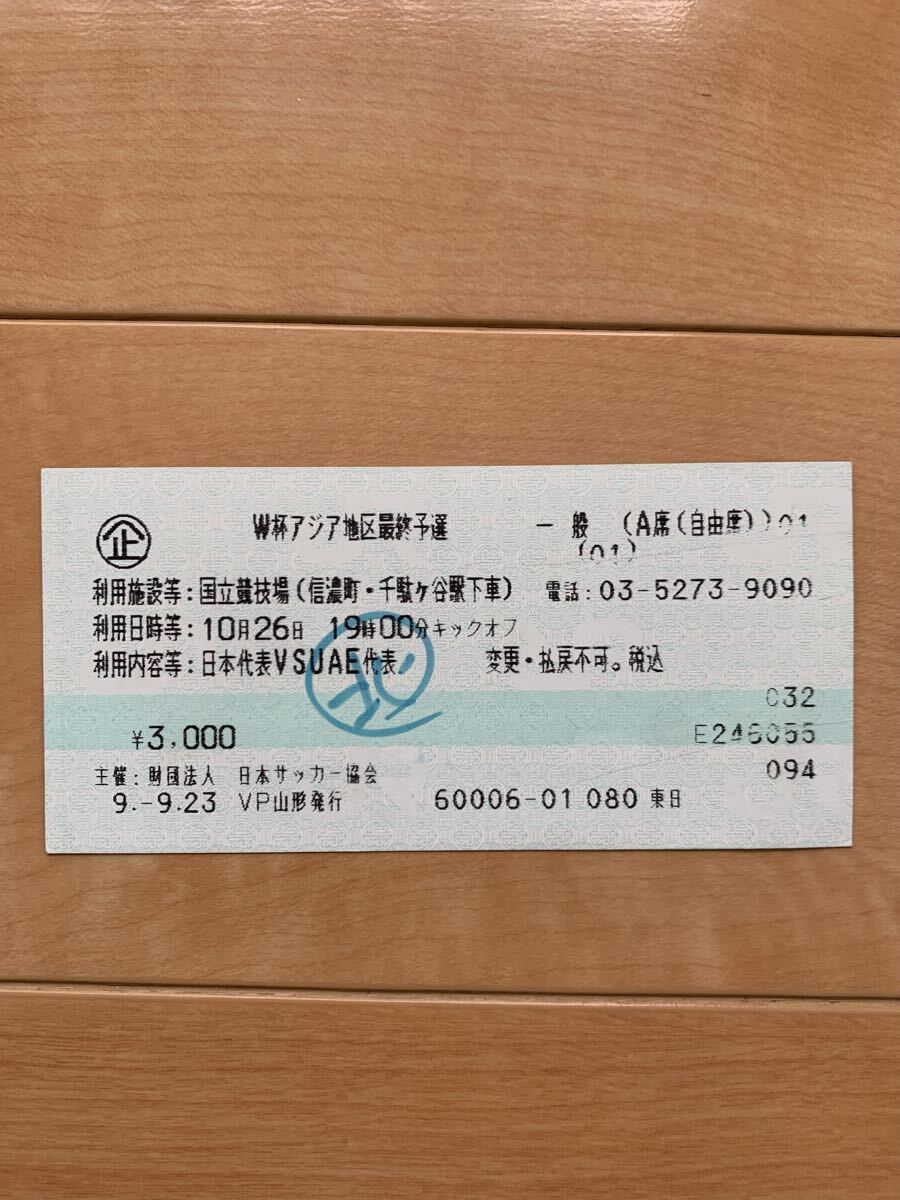 企 W杯アジア地区最終予選 一般 (A席(自由席))01
(01)
利用施設等:国立競技場(信濃町・千駄ヶ谷駅下車) 電話:03-5273-9090
利用日時等:10月26日 19時00分キックオフ
利用内容等:日本代表VSUAE代表 変更・払戻不可。税込
032
¥3,000 E246055
主催:財団法人 日本サッカー協会 094
9.-9.23 VP山形発行 60006-01 080 東日